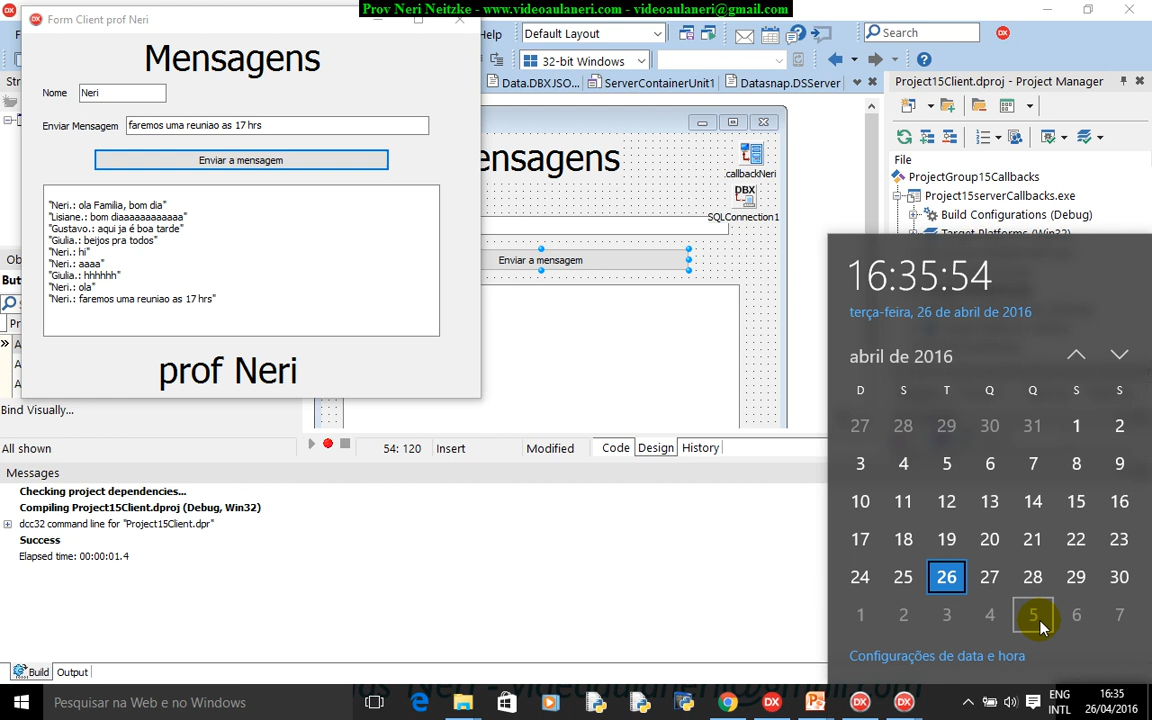 Prov Neri Neitzke - www.videoaulaneri.com - videoaulaneri@gmail.com
Form Client prof Neri
Help
Default Layout
Search
32-bit Windows
Data.DBXJSO...
ServerContainerUnit1
Datasnap.DSServer
Project15Client.dproj - Project Manager
Mensagens
Nome
Neri
Enviar Mensagem
faremos uma reuniao as 17 hrs
Enviar a mensagem
"Neri.: ola Familia, bom dia"
"Lisiane.: bom diaaaaaaaaaaaa"
"Gustavo.: aqui ja é boa tarde"
"Giulia.: beijos pra todos"
"Neri.: hi"
"Neri.: aaaa"
"Giulia.: hhhhhh"
"Neri.: ola"
"Neri.: faremos uma reuniao as 17 hrs"
prof Neri
ensagens
callbackNeri
DBX
SQLConnection1
Enviar a mensagem
File
ProjectGroup15Callbacks
Project15serverCallbacks.exe
Build Configurations (Debug)
Target Platforms (Win32)
Bind Visually...
All shown
54: 120
Insert
Modified
Code
Design
History
Messages
Checking project dependencies...
Compiling Project15Client.dproj (Debug, Win32)
dcc32 command line for "Project15Client.dpr"
Success
Elapsed time: 00:00:01.4
Build
Output
16:35:54
terça-feira, 26 de abril de 2016
abril de 2016
D S T Q Q S S
27 28 29 30 31 1 2
3 4 5 6 7 8 9
10 11 12 13 14 15 16
17 18 19 20 21 22 23
24 25 26 27 28 29 30
1 2 3 4 5 6 7
Configurações de data e hora
Neri - videoaulaneri@gmail.com
Pesquisar na Web e no Windows
ENG
INTL
16:35
26/04/2016